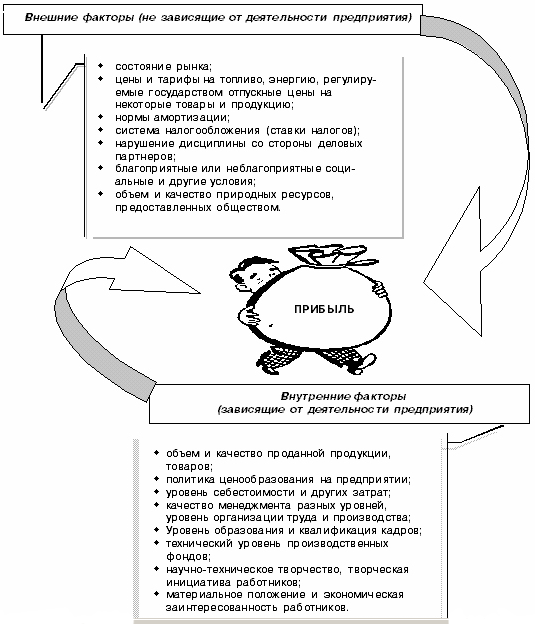 Внешние факторы (не зависящие от деятельности предприятия)
◆ состояние рынка;
◆ цены и тарифы на топливо, энергию, регулиру-
емые государством отпускные цены на
некоторые товары и продукцию;
◆ нормы амортизации;
◆ система налогообложения (ставки налогов);
◆ нарушение дисциплины со стороны деловых
партнеров;
◆ благоприятные или неблагоприятные соци-
альные и другие условия;
◆ объем и качество природных ресурсов,
предоставленных обществом.
ПРИБЫЛЬ
Внутренние факторы
(зависящие от деятельности предприятия)
◆ объем и качество проданной продукции,
товаров;
◆ политика ценообразования на предприятии;
◆ уровень себестоимости и других затрат;
◆ качество менеджмента разных уровней,
уровень организации труда и производства;
◆ Уровень образования и квалификация кадров;
◆ технический уровень производственных
фондов;
◆ научно-техническое творчество, творческая
инициатива работников;
◆ материальное положение и экономическая
заинтересованность работников.